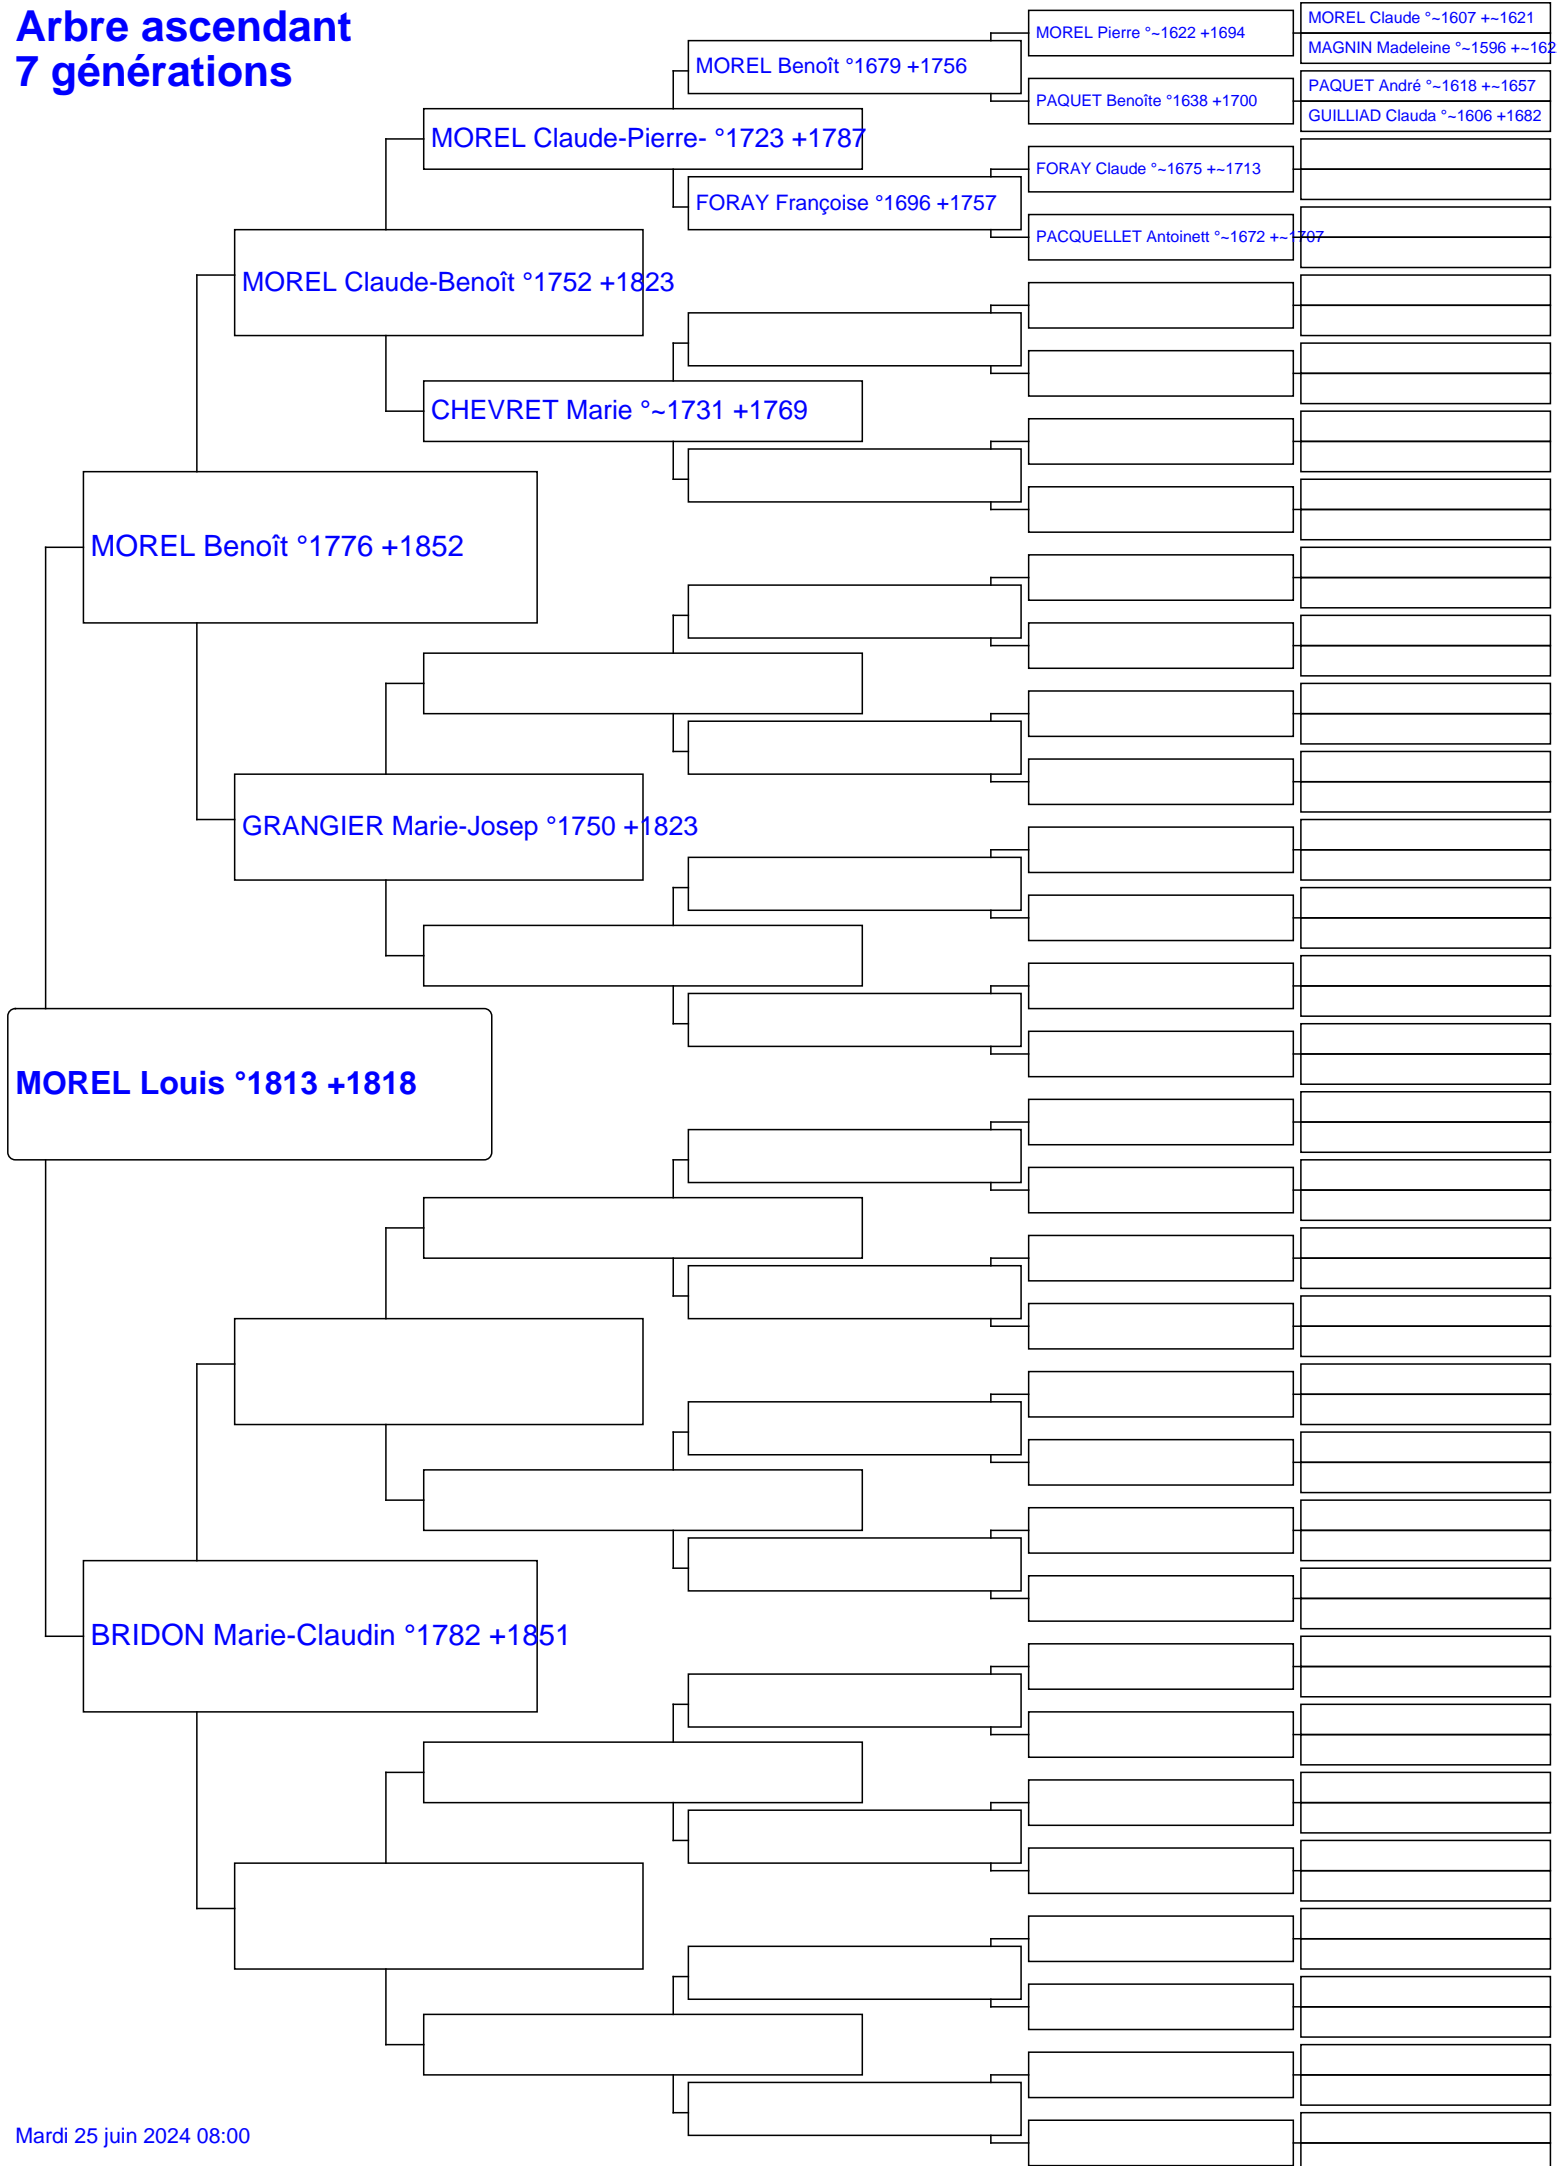 Arbre ascendant
7 générations
MOREL Claude °~1607 +~1621
MOREL Pierre °~1622 +1694
MAGNIN Madeleine °~1596 +~162
MOREL Benoît °1679 +1756
PAQUET André °~1618 +~1657
PAQUET Benoîte °1638 +1700
GUILLIAD Clauda °~1606 +1682
MOREL Claude-Pierre- °1723 +1787
FORAY Claude °~1675 +~1713
FORAY Françoise °1696 +1757
PACQUELLET Antoinett °~1672 +~1707
MOREL Claude-Benoît °1752 +1823
CHEVRET Marie °~1731 +1769
MOREL Benoît °1776 +1852
GRANGIER Marie-Josep °1750 +1823
MOREL Louis °1813 +1818
BRIDON Marie-Claudin °1782 +1851
Mardi 25 juin 2024 08:00